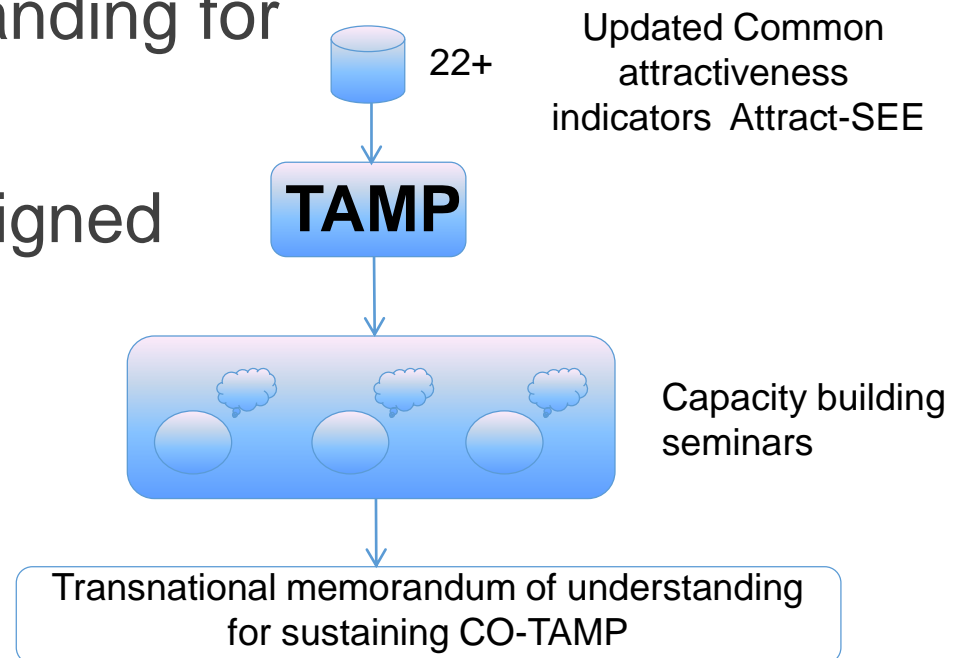 anding for
igned
22+
Updated Common
attractiveness
indicators Attract-SEE
TAMP
Capacity building
seminars
Transnational memorandum of understanding
for sustaining CO-TAMP